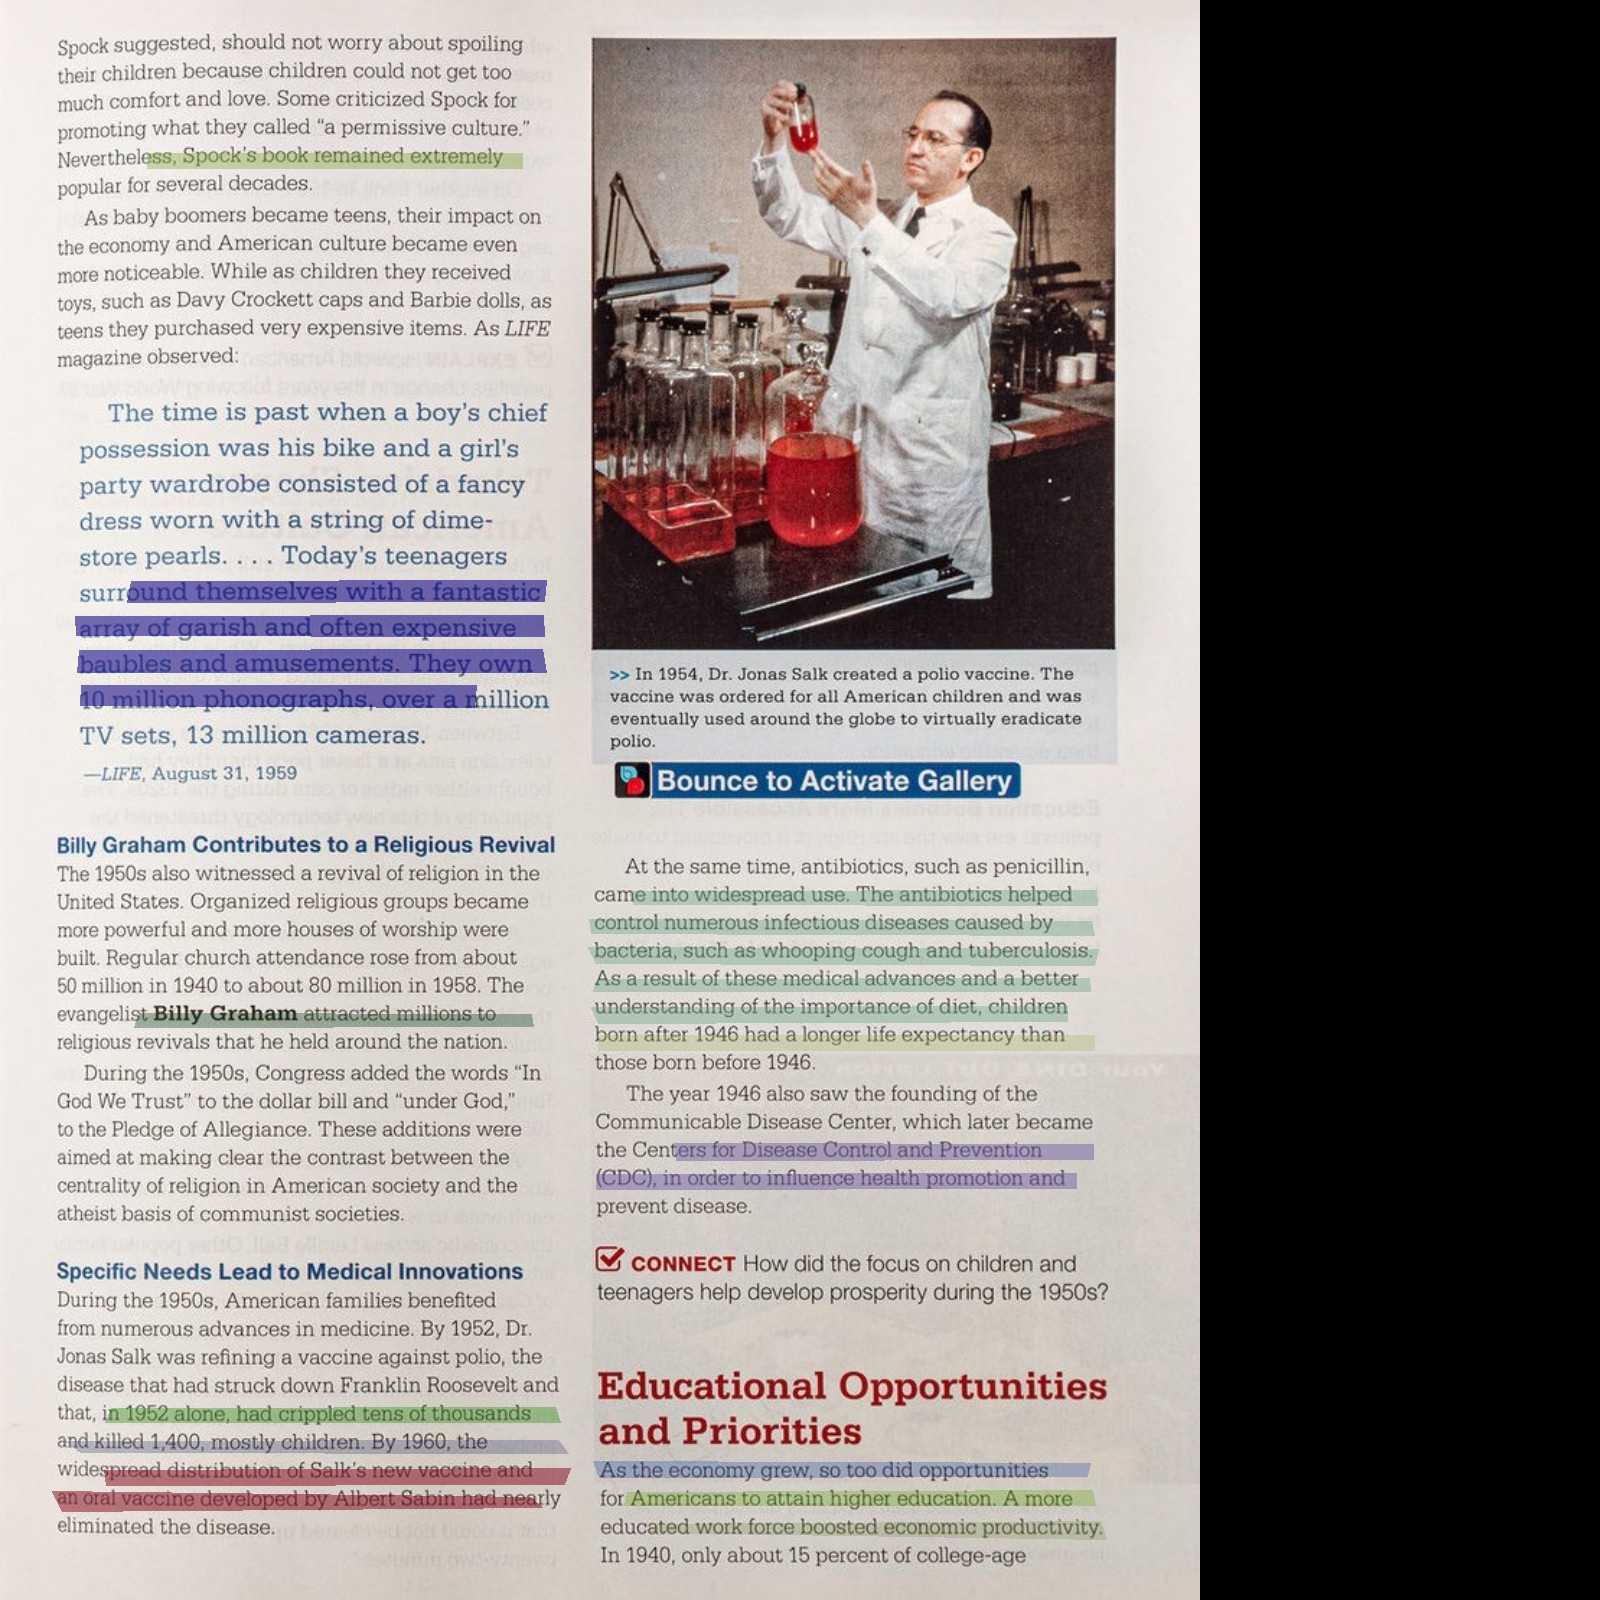 Spock suggested, should not worry about spoiling
their children because children could not get too
much comfort and love. Some criticized Spock for
promoting what they called “a permissive culture.”
Nevertheless, Spock’s book remained extremely
popular for several decades.
As baby boomers became teens, their impact on
the economy and American culture became even
more noticeable. While as children they received
toys, such as Davy Crockett caps and Barbie dolls, as
teens they purchased very expensive items. As LIFE
magazine observed:
The time is past when a boy’s chief
possession was his bike and a girl’s
party wardrobe consisted of a fancy
dress worn with a string of dime-
store pearls. . . . Today’s teenagers
surround themselves with a fantastic
array of garish and often expensive
baubles and amusements. They own
10 million phonographs, over a million
TV sets, 13 million cameras.
—LIFE, August 31, 1959
Billy Graham Contributes to a Religious Revival
The 1950s also witnessed a revival of religion in the
United States. Organized religious groups became
more powerful and more houses of worship were
built. Regular church attendance rose from about
50 million in 1940 to about 80 million in 1958. The
evangelist Billy Graham attracted millions to
religious revivals that he held around the nation.
During the 1950s, Congress added the words “In
God We Trust” to the dollar bill and “under God,”
to the Pledge of Allegiance. These additions were
aimed at making clear the contrast between the
centrality of religion in American society and the
atheist basis of communist societies.
Specific Needs Lead to Medical Innovations
During the 1950s, American families benefited
from numerous advances in medicine. By 1952, Dr.
Jonas Salk was refining a vaccine against polio, the
disease that had struck down Franklin Roosevelt and
that, in 1952 alone, had crippled tens of thousands
and killed 1,400, mostly children. By 1960, the
widespread distribution of Salk’s new vaccine and
an oral vaccine developed by Albert Sabin had nearly
eliminated the disease.
>> In 1954, Dr. Jonas Salk created a polio vaccine. The
vaccine was ordered for all American children and was
eventually used around the globe to virtually eradicate
polio.
Bounce to Activate Gallery
At the same time, antibiotics, such as penicillin,
came into widespread use. The antibiotics helped
control numerous infectious diseases caused by
bacteria, such as whooping cough and tuberculosis.
As a result of these medical advances and a better
understanding of the importance of diet, children
born after 1946 had a longer life expectancy than
those born before 1946.
The year 1946 also saw the founding of the
Communicable Disease Center, which later became
the Centers for Disease Control and Prevention
(CDC), in order to influence health promotion and
prevent disease.
CONNECT How did the focus on children and
teenagers help develop prosperity during the 1950s?
Educational Opportunities
and Priorities
As the economy grew, so too did opportunities
for Americans to attain higher education. A more
educated work force boosted economic productivity.
In 1940, only about 15 percent of college-age